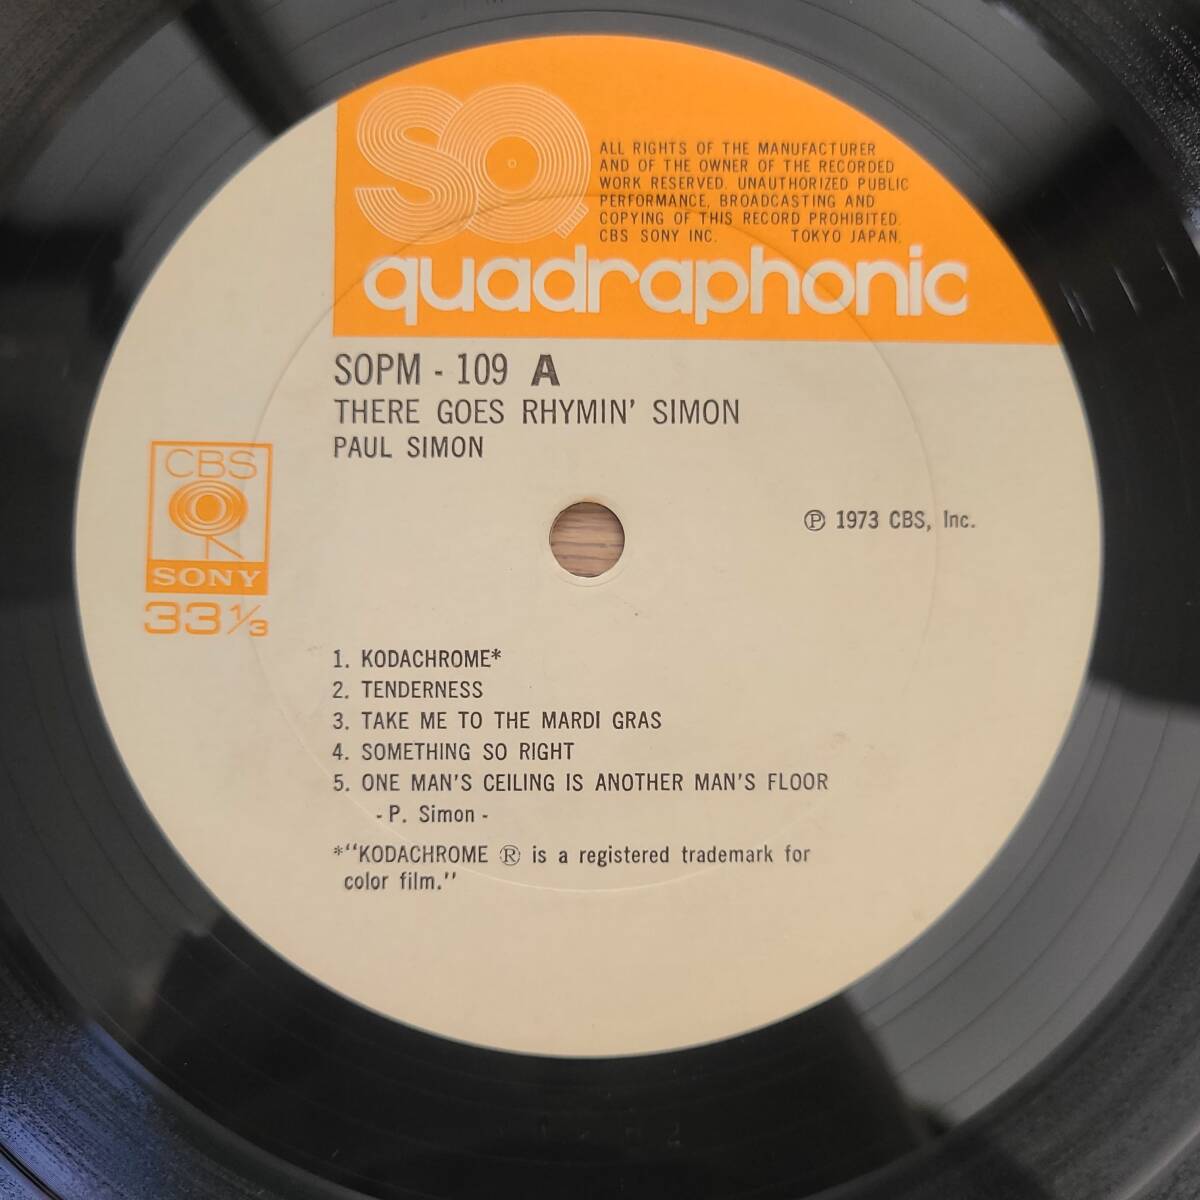 SQ
ALL RIGHTS OF THE MANUFACTURER
AND OF THE OWNER OF THE RECORDED
WORK RESERVED. UNAUTHORIZED PUBLIC
PERFORMANCE, BROADCASTING AND
COPYING OF THIS RECORD PROHIBITED.
CBS SONY INC. TOKYO JAPAN.
quadraphonic
SOPM - 109 A
THERE GOES RHYMIN' SIMON
PAUL SIMON
CBS
SONY
33 1/3
Ⓟ 1973 CBS, Inc.
1. KODACHROME*
2. TENDERNESS
3. TAKE ME TO THE MARDI GRAS
4. SOMETHING SO RIGHT
5. ONE MAN'S CEILING IS ANOTHER MAN'S FLOOR
- P. Simon -
*"KODACHROME ® is a registered trademark for
color film."